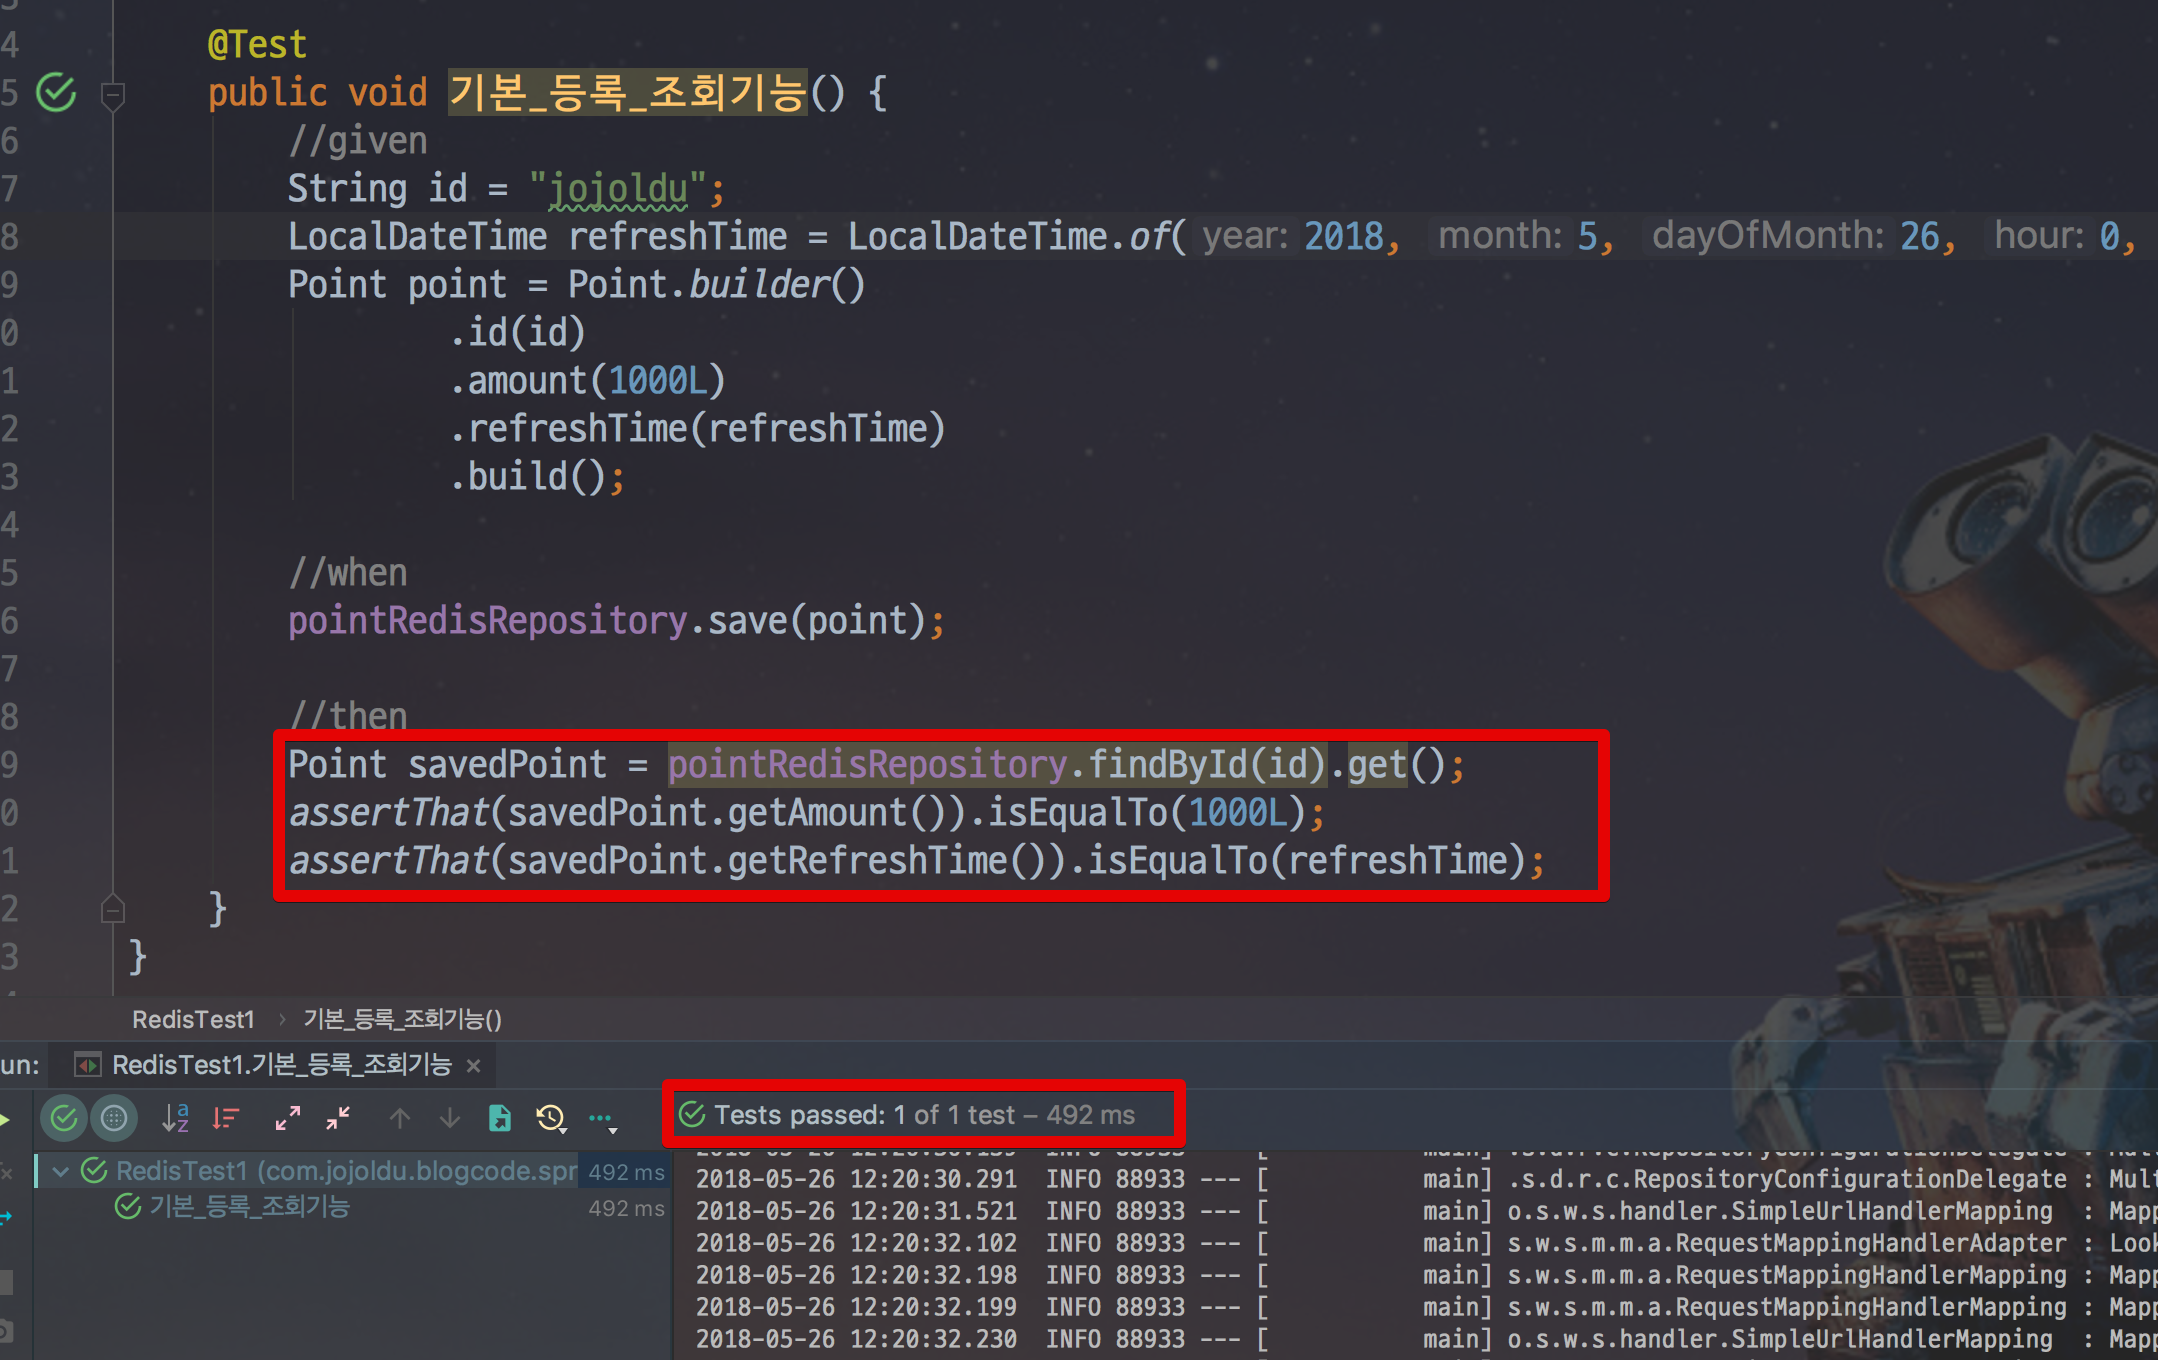 4 @Test
5 public void 기본_등록_조회기능() {
6 //given
7 String id = "jojoldu";
8 LocalDateTime refreshTime = LocalDateTime.of( year: 2018, month: 5, dayOfMonth: 26, hour: 0,
9 Point point = Point.builder()
0 .id(id)
1 .amount(1000L)
2 .refreshTime(refreshTime)
3 .build();
4
5 //when
6 pointRedisRepository.save(point);
7
8 //then
9 Point savedPoint = pointRedisRepository.findById(id).get();
0 assertThat(savedPoint.getAmount()).isEqualTo(1000L);
1 assertThat(savedPoint.getRefreshTime()).isEqualTo(refreshTime);
2 }
3 }
RedisTest1 › 기본_등록_조회기능()
un: RedisTest1.기본_등록_조회기능 ×
Tests passed: 1 of 1 test – 492 ms
RedisTest1 (com.jojoldu.blogcode.spr 492 ms
기본_등록_조회기능 492 ms
2018-05-26 12:20:30.291 INFO 88933 --- [ main] .s.d.r.c.RepositoryConfigurationDelegate : Mult
2018-05-26 12:20:31.521 INFO 88933 --- [ main] o.s.w.s.handler.SimpleUrlHandlerMapping : Mapp
2018-05-26 12:20:32.102 INFO 88933 --- [ main] s.w.s.m.m.a.RequestMappingHandlerAdapter : Look
2018-05-26 12:20:32.198 INFO 88933 --- [ main] s.w.s.m.m.a.RequestMappingHandlerMapping : Mapp
2018-05-26 12:20:32.199 INFO 88933 --- [ main] s.w.s.m.m.a.RequestMappingHandlerMapping : Mapp
2018-05-26 12:20:32.230 INFO 88933 --- [ main] o.s.w.s.handler.SimpleUrlHandlerMapping : Mapp